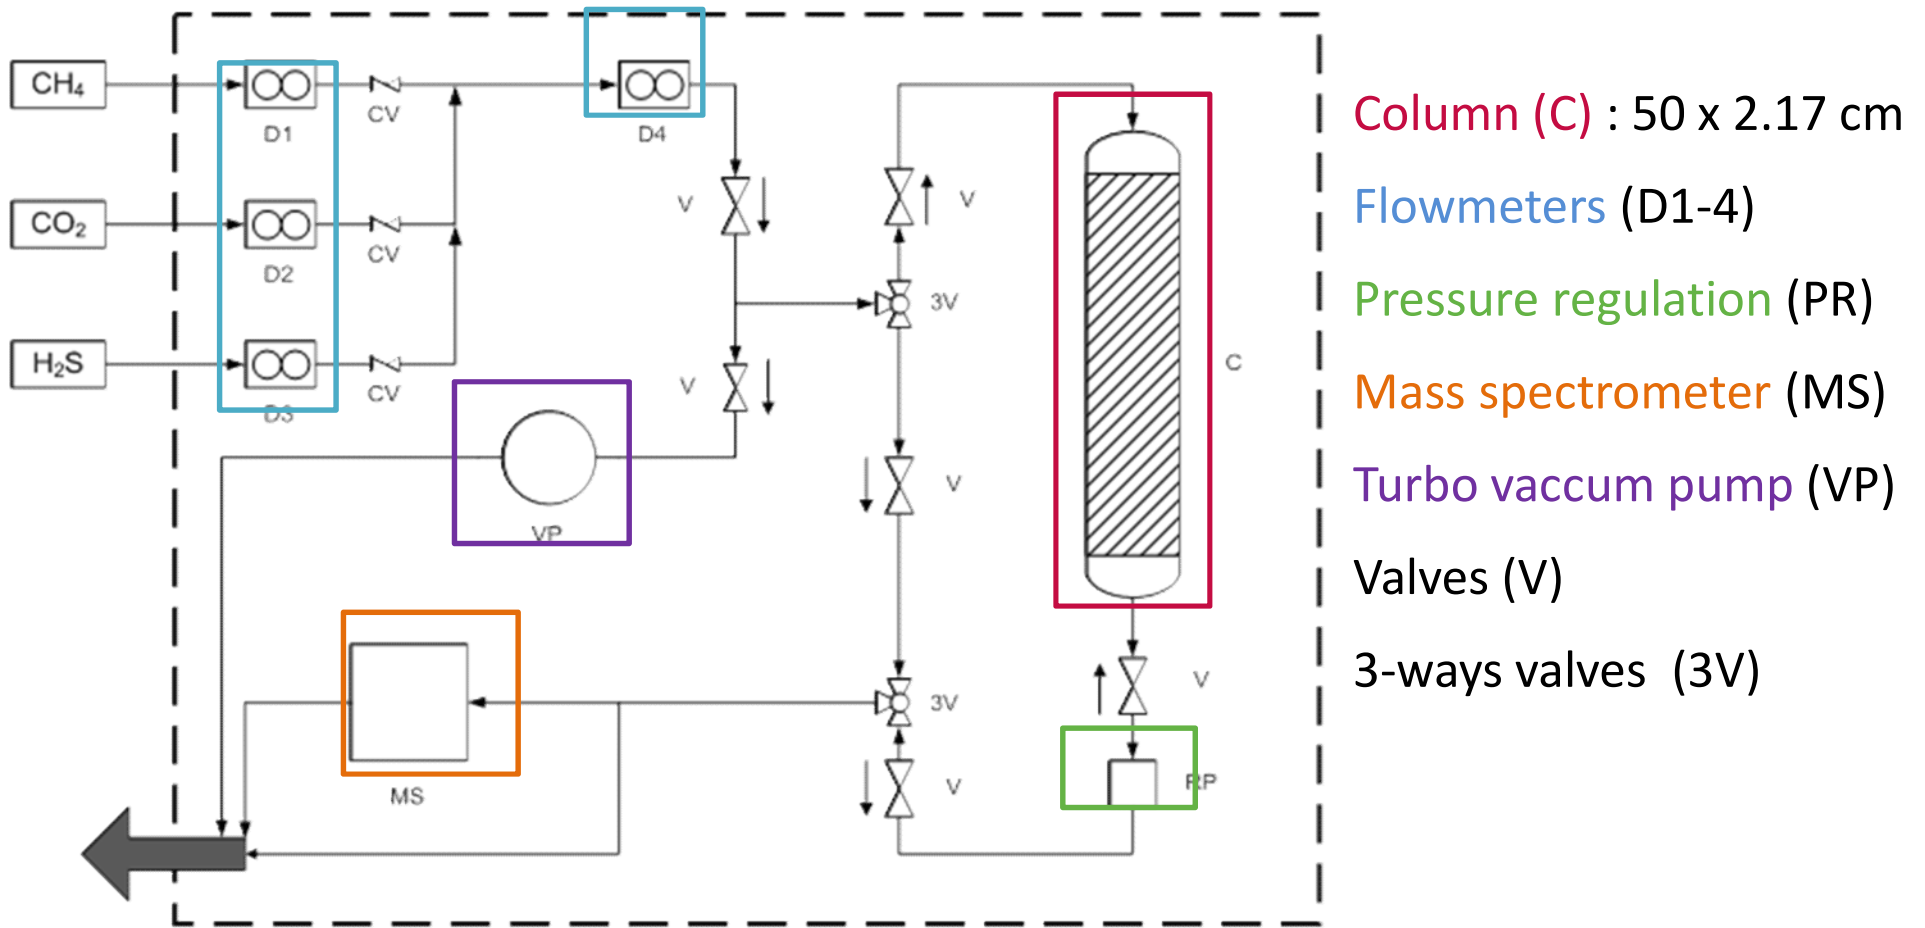 CH4
D1
CV
D4
CO2
D2
CV
H2S
D3
CV
V
V
VP
MS
V
3V
V
3V
V
C
V
RP
Column (C) : 50 x 2.17 cm
Flowmeters (D1-4)
Pressure regulation (PR)
Mass spectrometer (MS)
Turbo vaccum pump (VP)
Valves (V)
3-ways valves (3V)